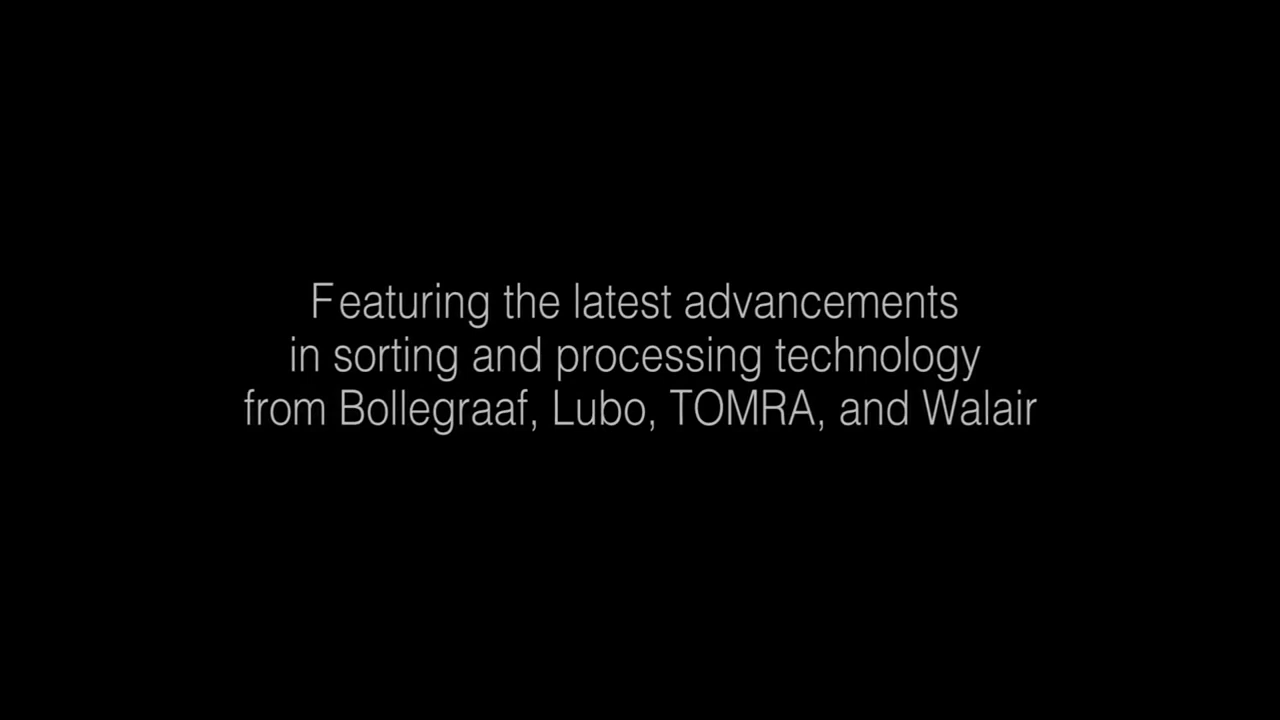 Featuring the latest advancements
in sorting and processing technology
from Bollegraaf, Lubo, TOMRA, and Walair